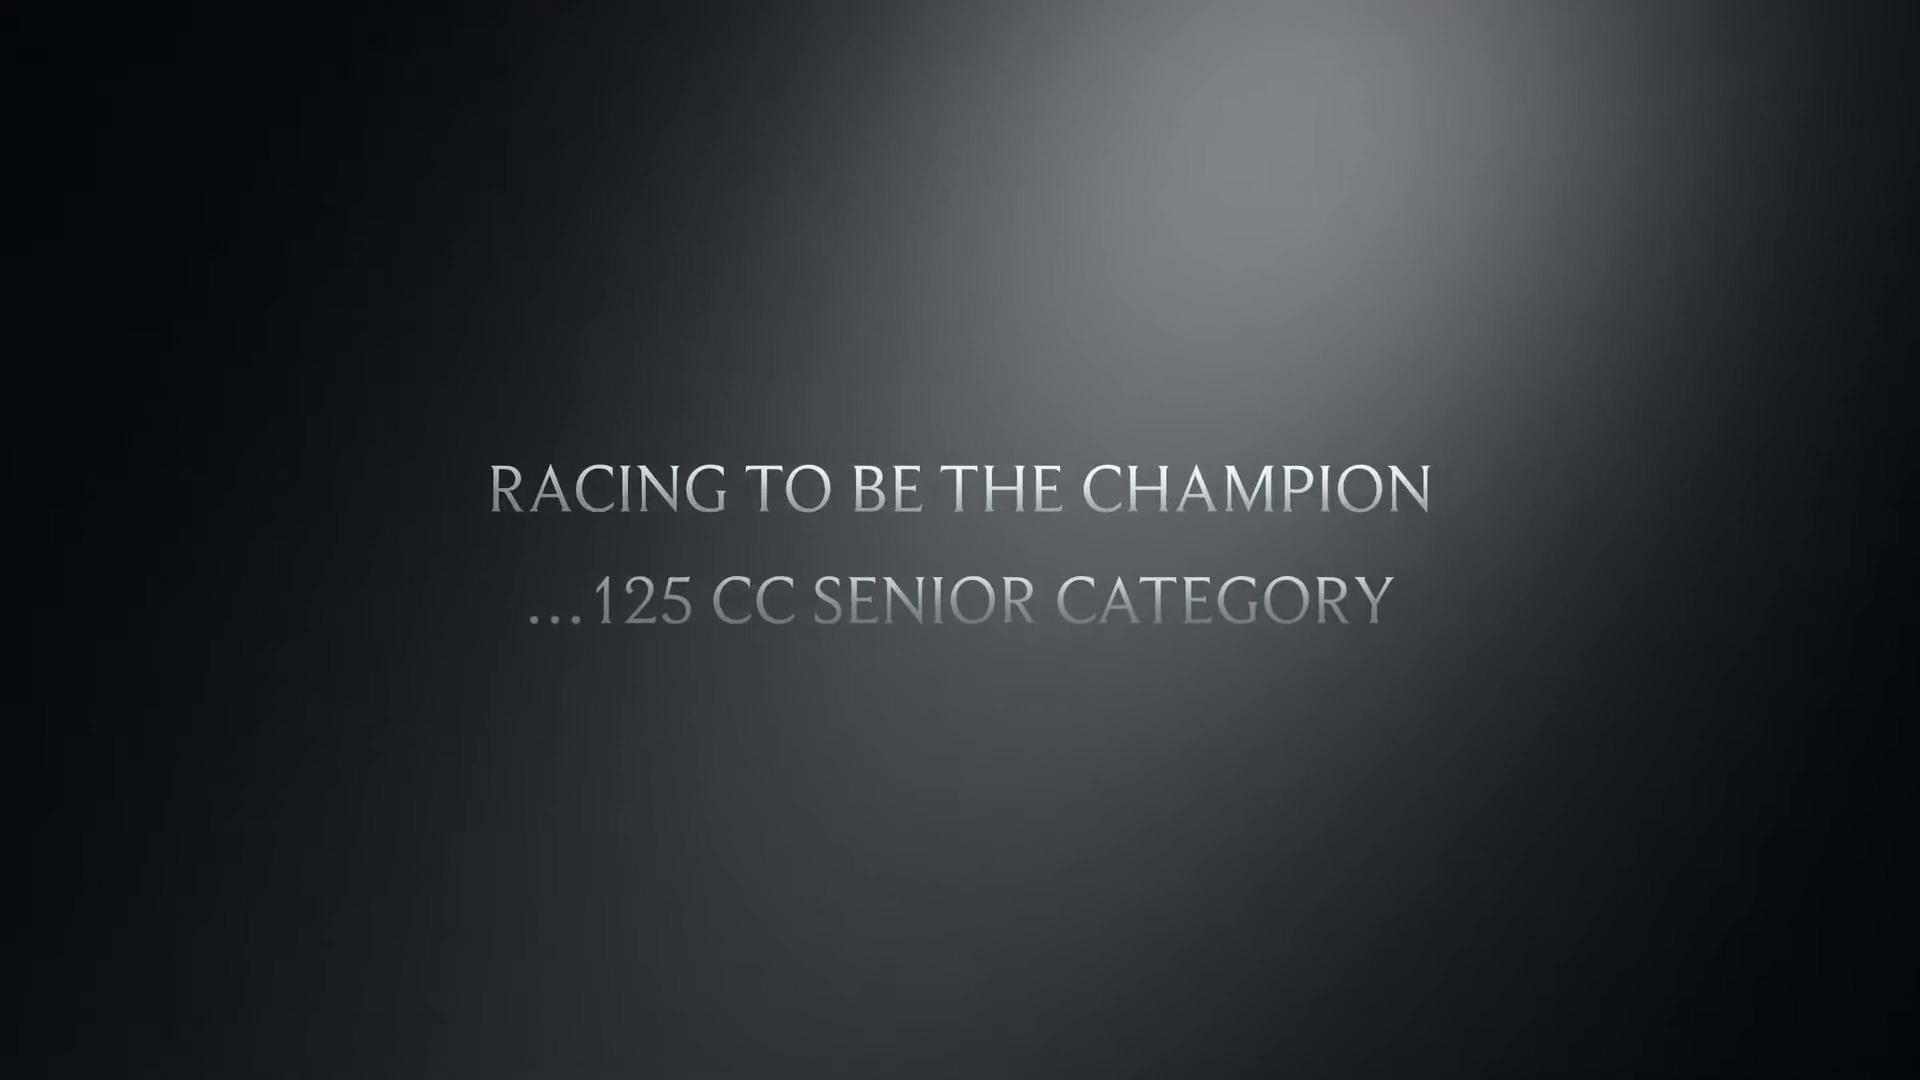 RACING TO BE THE CHAMPION
...125 CC SENIOR CATEGORY